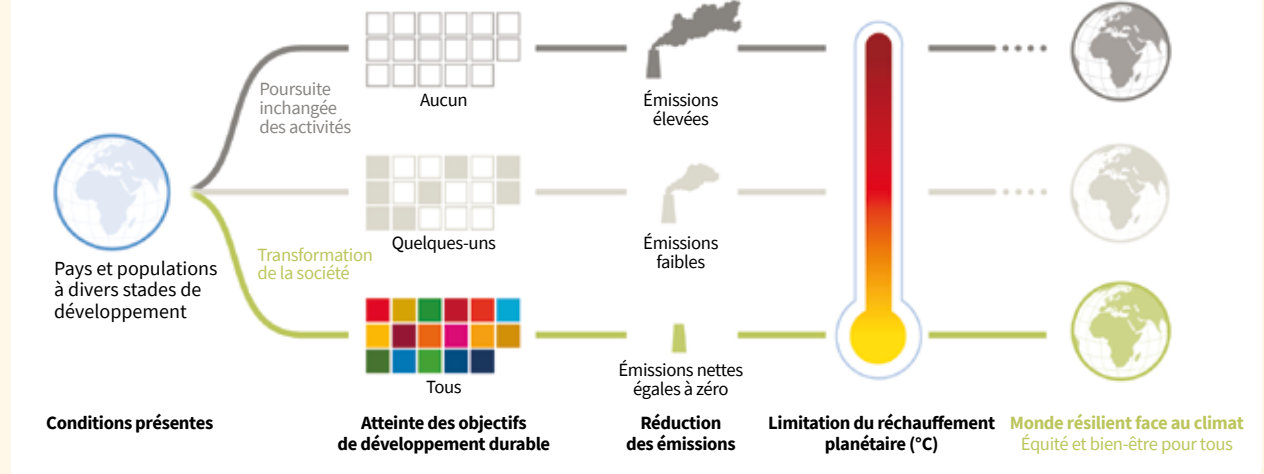 Poursuite
inchangée
des activités
Aucun
Émissions
élevées
Pays et populations
à divers stades de
développement
Transformation
de la société
Quelques-uns
Émissions
faibles
Tous
Émissions nettes
égales à zéro
Conditions présentes
Atteinte des objectifs
de développement durable
Réduction
des émissions
Limitation du réchauffement
planétaire (°C)
Monde résilient face au climat
Équité et bien-être pour tous